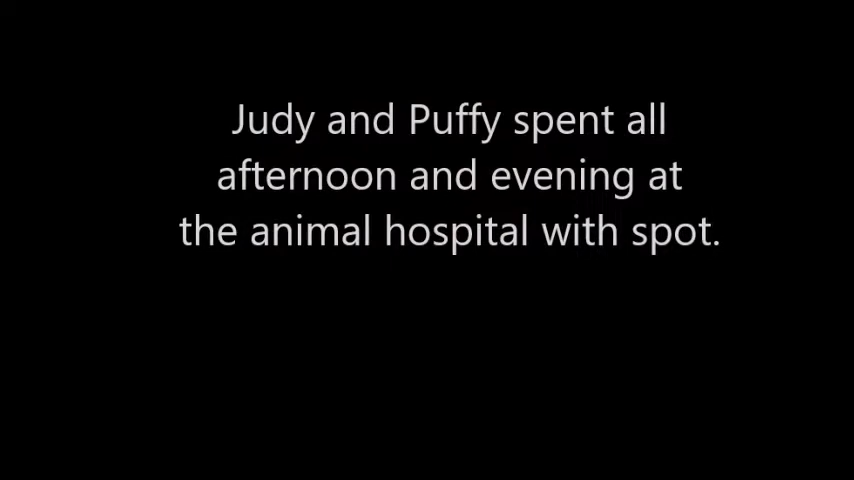 Judy and Puffy spent all
afternoon and evening at
the animal hospital with spot.